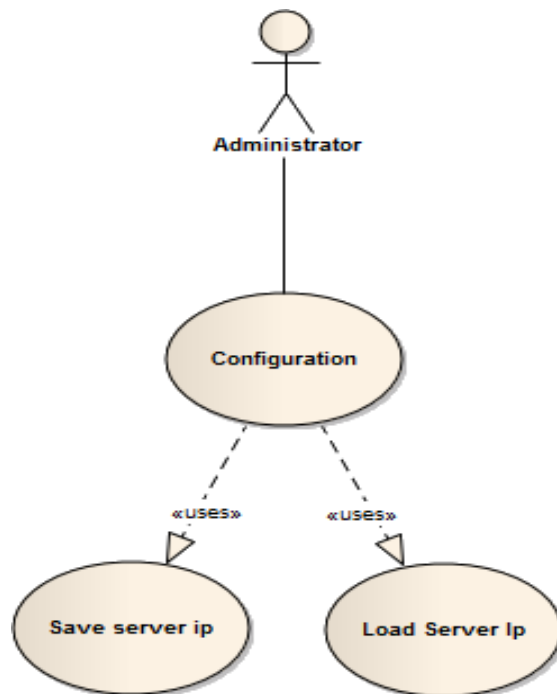 Administrator
Configuration
«uses»
«uses»
Save server ip
Load Server Ip